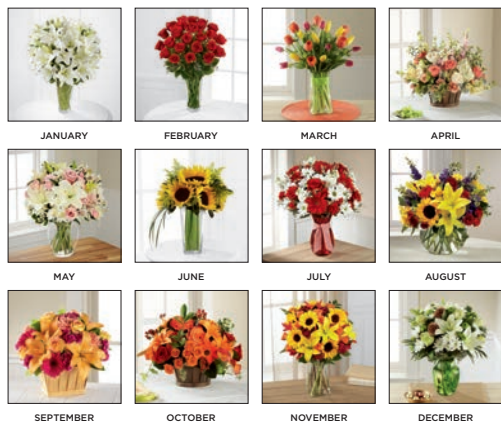 JANUARY
FEBRUARY
MARCH
APRIL
MAY
JUNE
JULY
AUGUST
SEPTEMBER
OCTOBER
NOVEMBER
DECEMBER